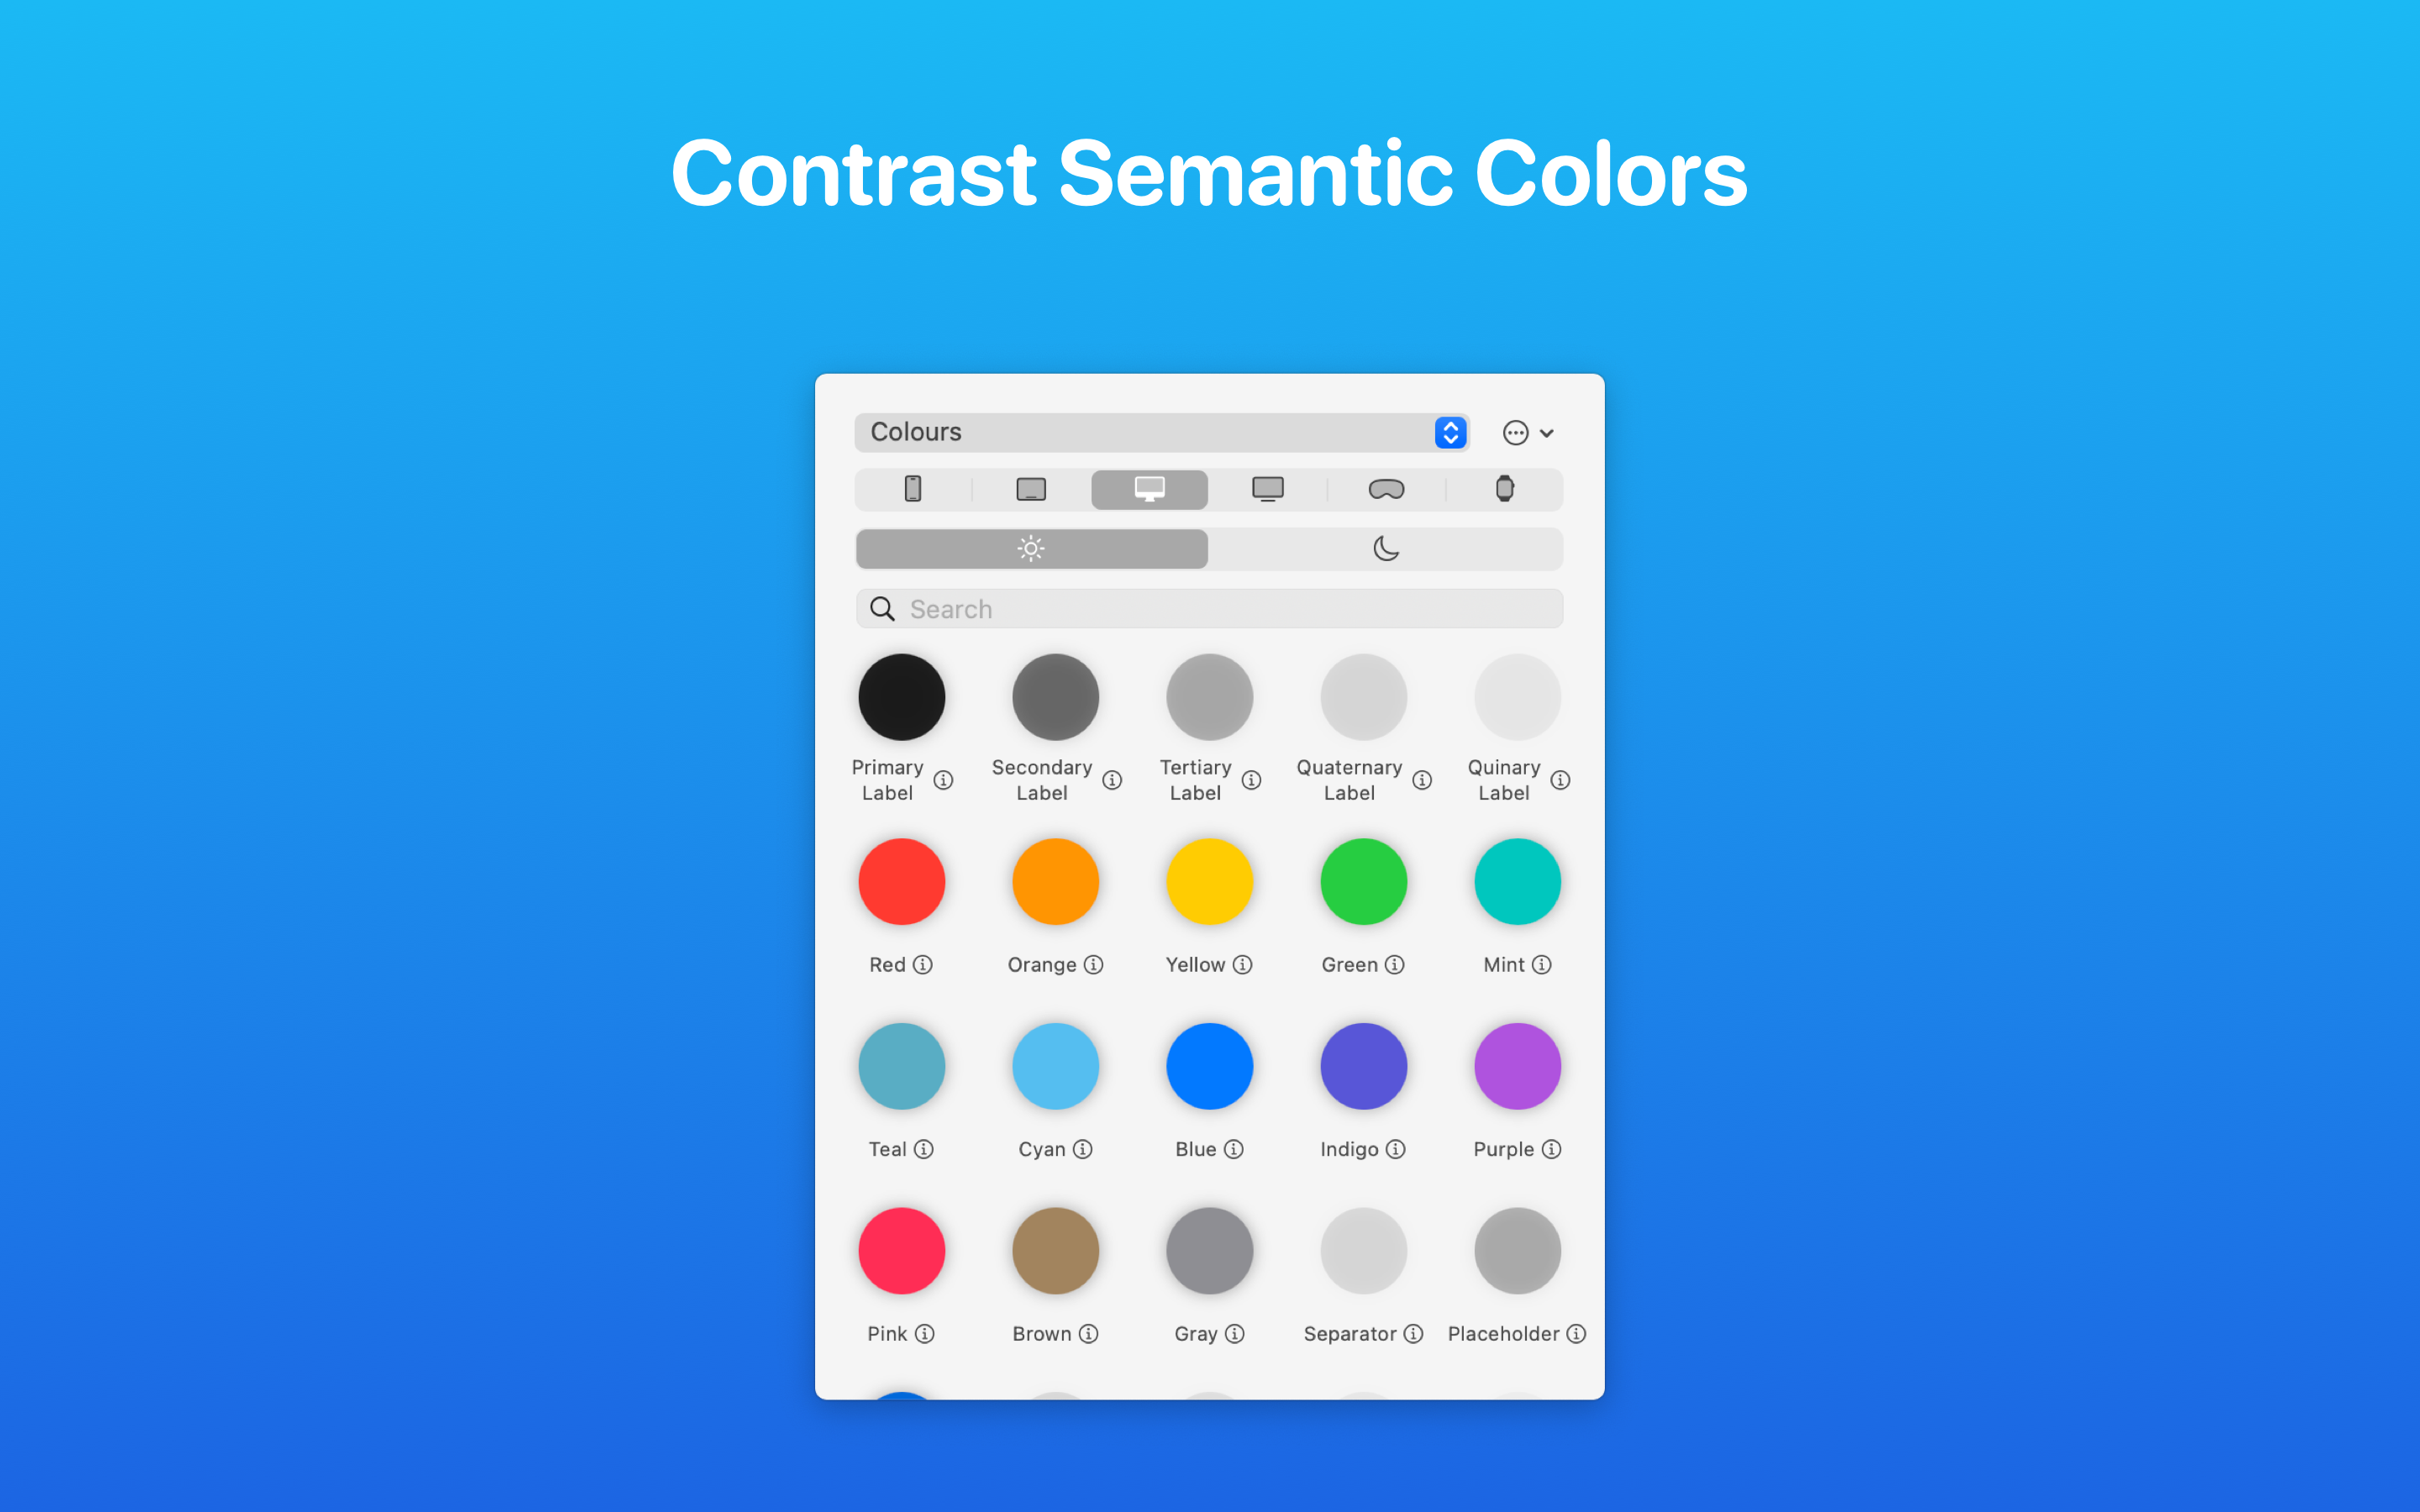 Contrast Semantic Colors
Colours
Search
Primary
Label
Secondary
Label
Tertiary
Label
Quaternary
Label
Quinary
Label
Red
Orange
Yellow
Green
Mint
Teal
Cyan
Blue
Indigo
Purple
Pink
Brown
Gray
Separator
Placeholder